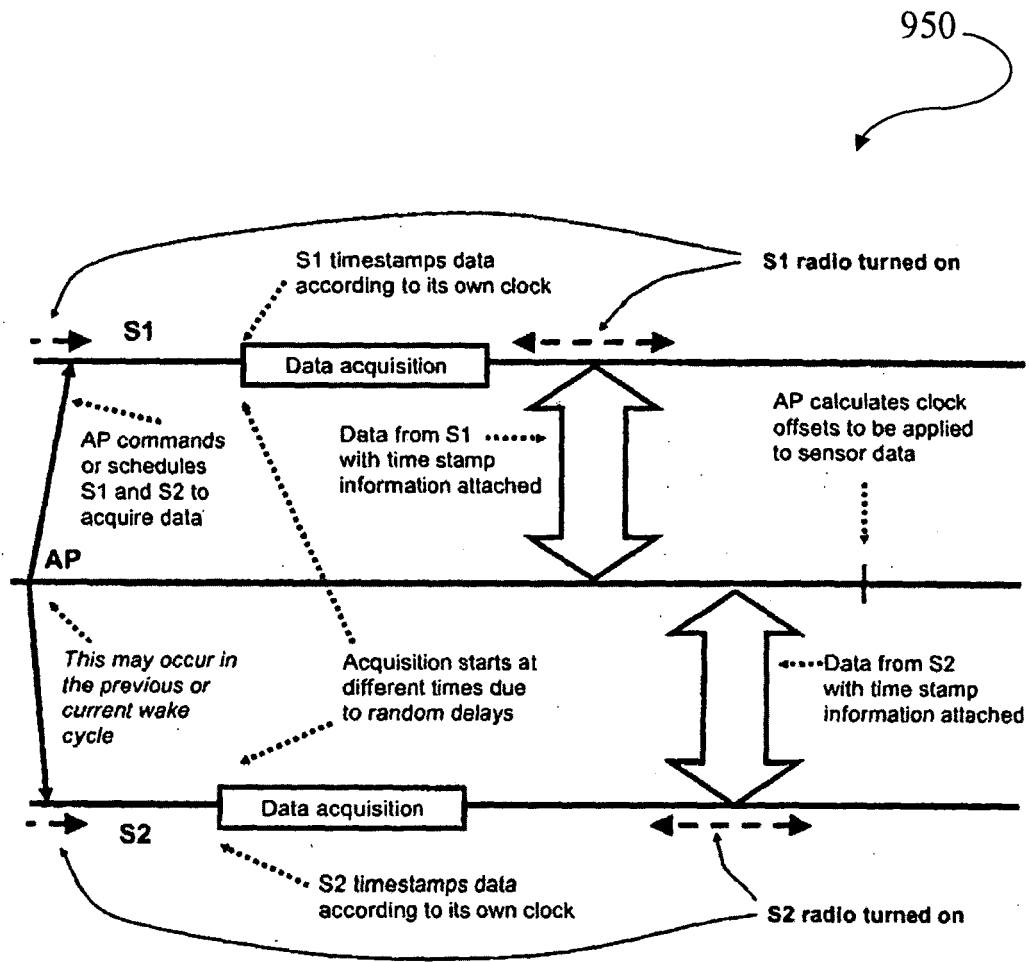 950
S1 timestamps data
according to its own clock
S1 radio turned on
S1
Data acquisition
AP commands
or schedules
S1 and S2 to
acquire data
Data from S1
with time stamp
information attached
AP calculates clock
offsets to be applied
to sensor data
AP
This may occur in
the previous or
current wake
cycle
Acquisition starts at
different times due
to random delays
Data from S2
with time stamp
information attached
Data acquisition
S2
S2 timestamps data
according to its own clock
S2 radio turned on